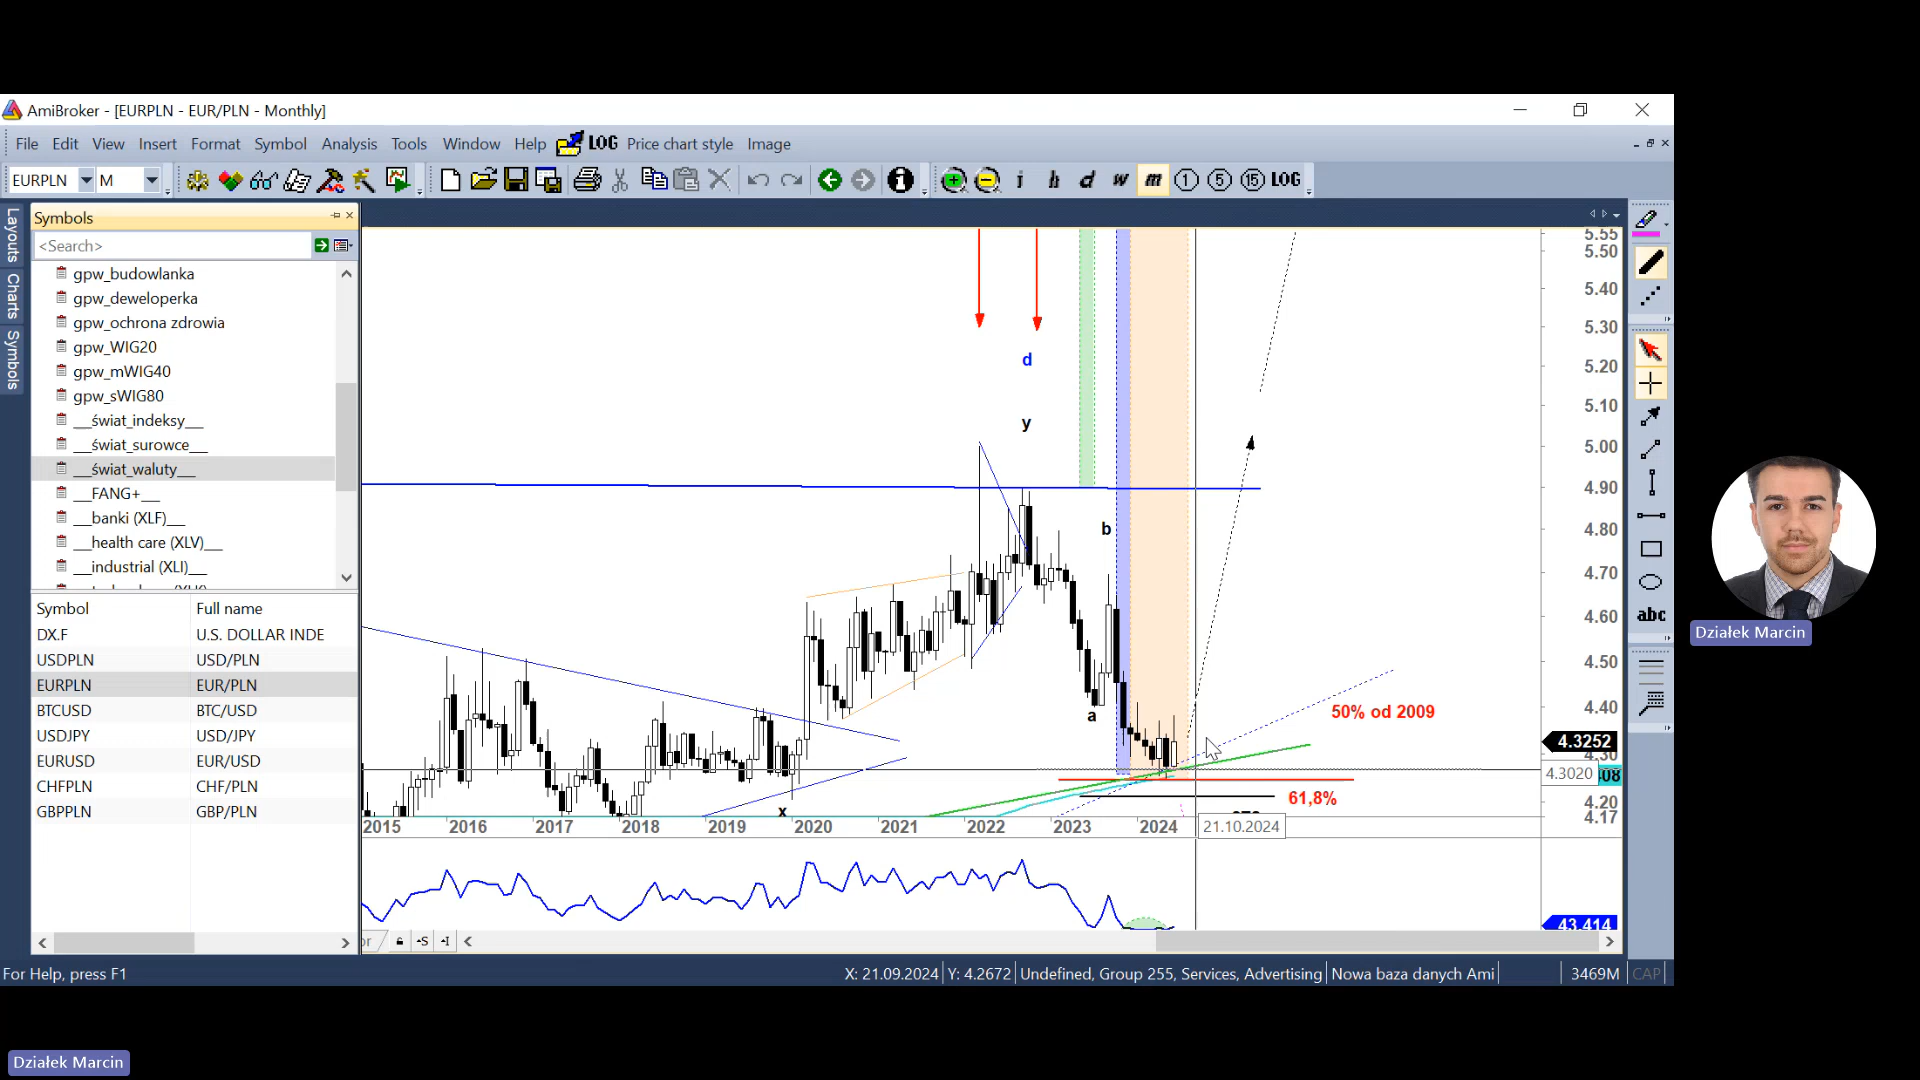 AmiBroker - [EURPLN - EUR/PLN - Monthly]
File Edit View Insert Format Symbol Analysis Tools Window Help LOG Price chart style Image
EURPLN M i h d w m 1 5 15 LOG
Layouts
Charts
Symbols
Symbols
<Search>
gpw_budowlanka
gpw_deweloperka
gpw_ochrona zdrowia
gpw_WIG20
gpw_mWIG40
gpw_sWIG80
__świat_indeksy__
__świat_surowce__
__świat_waluty__
__FANG+__
__banki (XLF)__
__health care (XLV)__
__industrial (XLI)__
Symbol Full name
DX.F U.S. DOLLAR INDE
USDPLN USD/PLN
EURPLN EUR/PLN
BTCUSD BTC/USD
USDJPY USD/JPY
EURUSD EUR/USD
CHFPLN CHF/PLN
GBPPLN GBP/PLN
d
y
b
a
x
50% od 2009
61,8%
5.55
5.50
5.40
5.30
5.20
5.10
5.00
4.90
4.80
4.70
4.60
4.50
4.40
4.3252
4.30
4.3020
08
4.20
4.17
2015 2016 2017 2018 2019 2020 2021 2022 2023 2024 21.10.2024
43.414
or S I
abc
For Help, press F1
X: 21.09.2024 Y: 4.2672 Undefined, Group 255, Services, Advertising Nowa baza danych Ami 3469M CAP
Działek Marcin
Działek Marcin